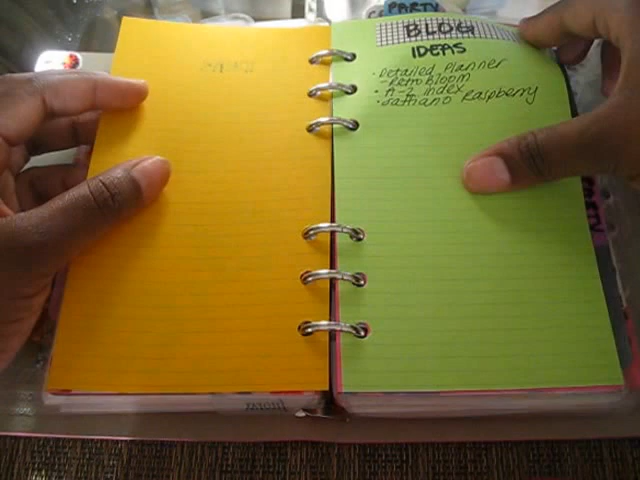 PARTY
BLOG
IDEAS
· Detailed Planner
- Retro Bloom
· A-Z Index
· Saffiano Raspberry